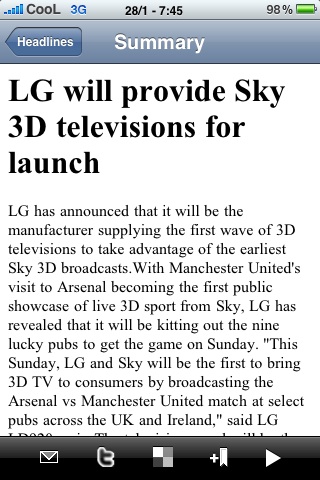 CooL 3G 28/1 - 7:45 98%
Headlines Summary
LG will provide Sky
3D televisions for
launch
LG has announced that it will be the
manufacturer supplying the first wave of 3D
televisions to take advantage of the earliest
Sky 3D broadcasts.With Manchester United's
visit to Arsenal becoming the first public
showcase of live 3D sport from Sky, LG has
revealed that it will be kitting out the nine
lucky pubs to get the game on Sunday. "This
Sunday, LG and Sky will be the first to bring
3D TV to consumers by broadcasting the
Arsenal vs Manchester United match at select
pubs across the UK and Ireland," said LG